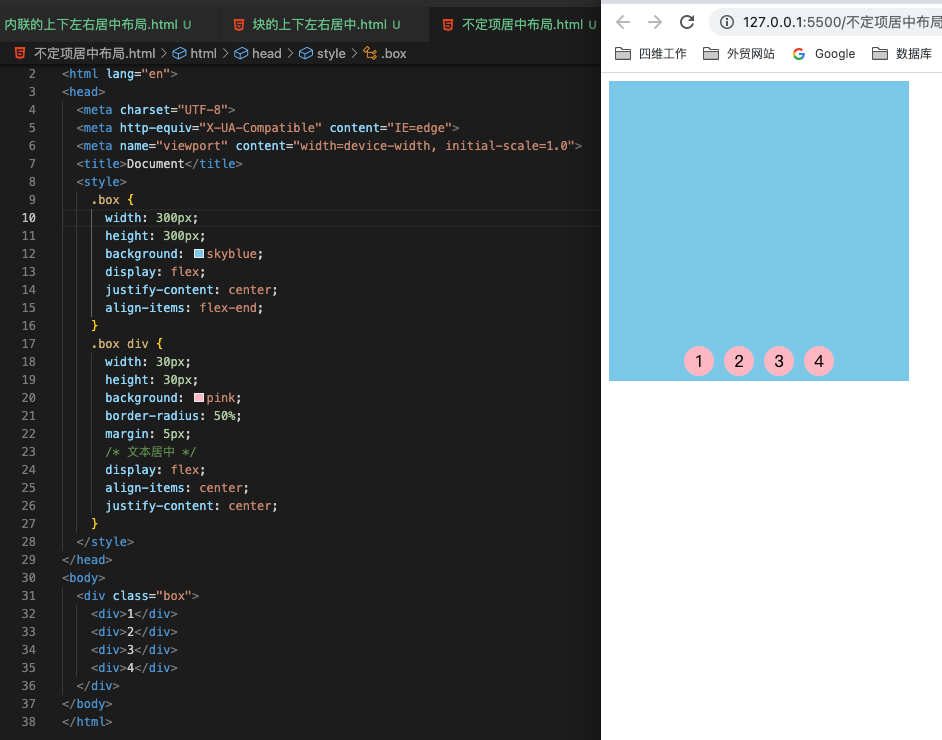 内联的上下左右居中布局.html U 块的上下左右居中.html U 不定项居中布局.html U
不定项居中布局.html > html > head > style > .box
2 <html lang="en">
3 <head>
4 <meta charset="UTF-8">
5 <meta http-equiv="X-UA-Compatible" content="IE=edge">
6 <meta name="viewport" content="width=device-width, initial-scale=1.0">
7 <title>Document</title>
8 <style>
9 .box {
10 width: 300px;
11 height: 300px;
12 background: skyblue;
13 display: flex;
14 justify-content: center;
15 align-items: flex-end;
16 }
17 .box div {
18 width: 30px;
19 height: 30px;
20 background: pink;
21 border-radius: 50%;
22 margin: 5px;
23 /* 文本居中 */
24 display: flex;
25 align-items: center;
26 justify-content: center;
27 }
28 </style>
29 </head>
30 <body>
31 <div class="box">
32 <div>1</div>
33 <div>2</div>
34 <div>3</div>
35 <div>4</div>
36 </div>
37 </body>
38 </html>
127.0.0.1:5500/不定项居中布局
四维工作 外贸网站 Google 数据库
1 2 3 4